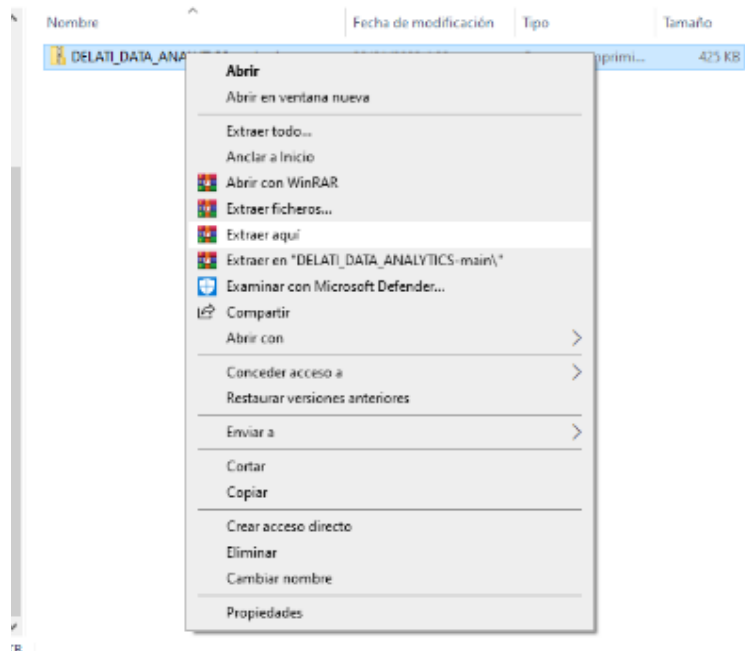 Nombre Fecha de modificación Tipo Tamaño
DELATI_DATA_ANA 425 KB
Abrir
Abrir en ventana nueva
Extraer todo...
Anclar a Inicio
Abrir con WinRAR
Extraer ficheros...
Extraer aquí
Extraer en "DELATI_DATA_ANALYTICS-main\"
Examinar con Microsoft Defender...
Compartir
Abrir con
Conceder acceso a
Restaurar versiones anteriores
Enviar a
Cortar
Copiar
Crear acceso directo
Eliminar
Cambiar nombre
Propiedades